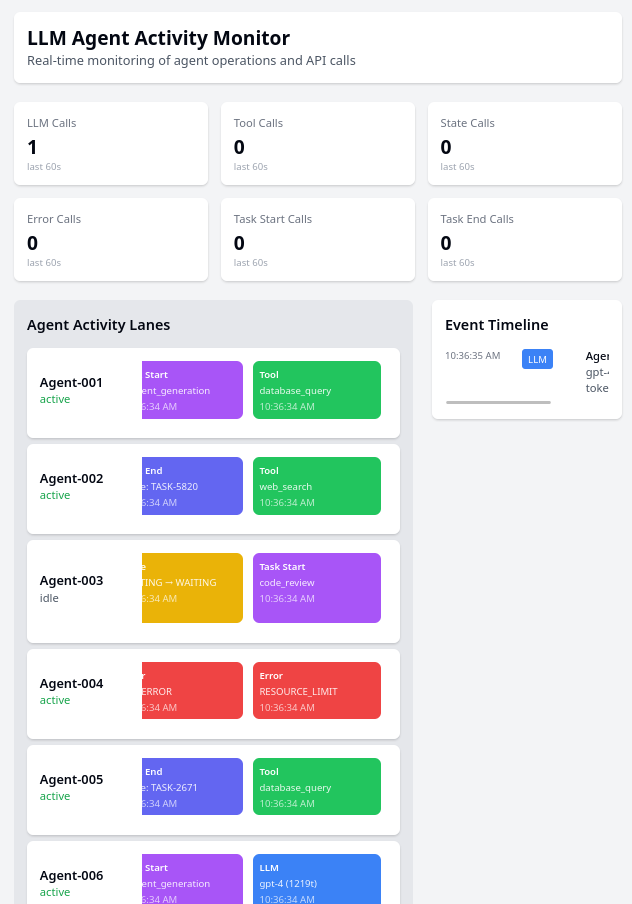 LLM Agent Activity Monitor
Real-time monitoring of agent operations and API calls
LLM Calls
1
last 60s
Tool Calls
0
last 60s
State Calls
0
last 60s
Error Calls
0
last 60s
Task Start Calls
0
last 60s
Task End Calls
0
last 60s
Agent Activity Lanes
Agent-001
active
Start
ent_generation
6:34 AM
Tool
database_query
10:36:34 AM
Agent-002
active
End
e: TASK-5820
6:34 AM
Tool
web_search
10:36:34 AM
Agent-003
idle
e
TING → WAITING
6:34 AM
Task Start
code_review
10:36:34 AM
Agent-004
active
r
ERROR
6:34 AM
Error
RESOURCE_LIMIT
10:36:34 AM
Agent-005
active
End
e: TASK-2671
6:34 AM
Tool
database_query
10:36:34 AM
Agent-006
active
Start
ent_generation
6:34 AM
LLM
gpt-4 (1219t)
10:36:34 AM
Event Timeline
10:36:35 AM
LLM
Agen
gpt-4
toke